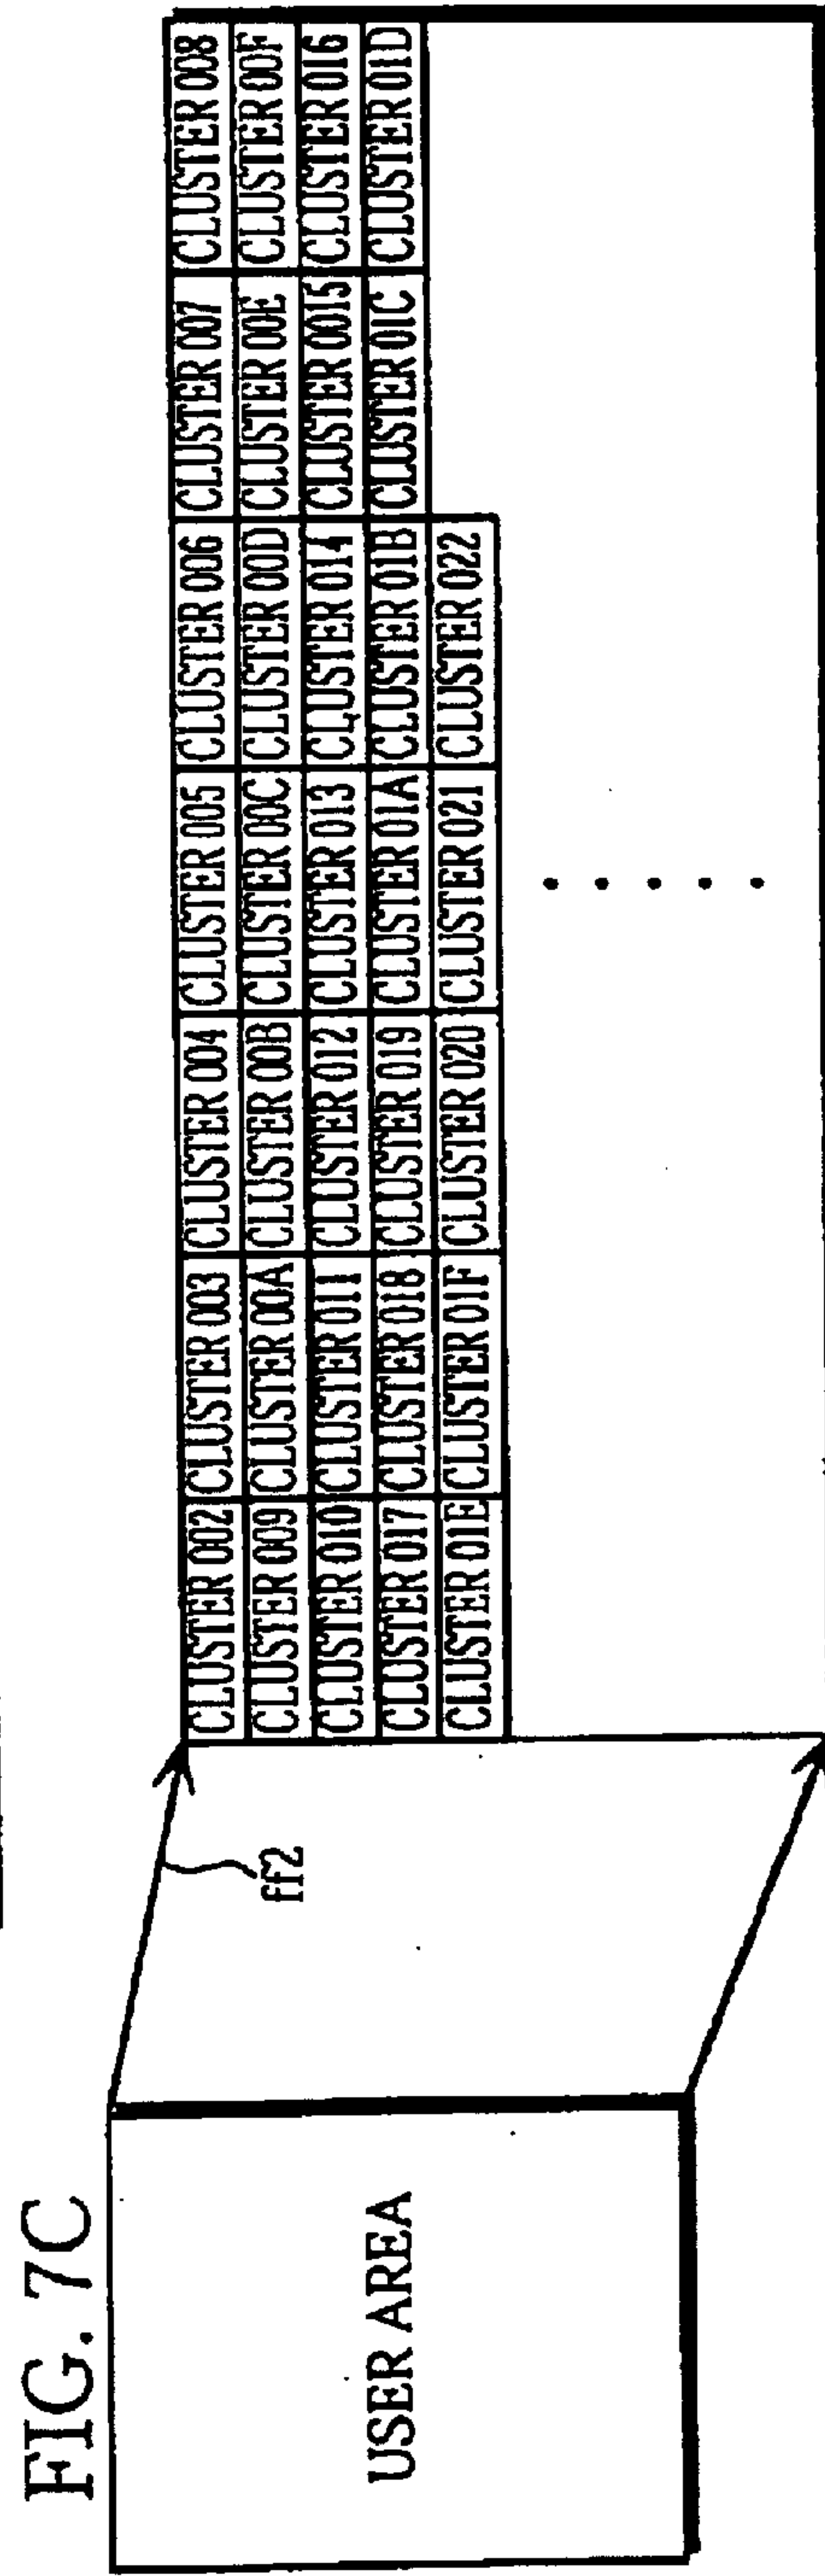 FIG. 7C
USER AREA
ff2
CLUSTER 002 CLUSTER 003 CLUSTER 004 CLUSTER 005 CLUSTER 006 CLUSTER 007 CLUSTER 008
CLUSTER 009 CLUSTER 00A CLUSTER 00B CLUSTER 00C CLUSTER 00D CLUSTER 00E CLUSTER 00F
CLUSTER 010 CLUSTER 011 CLUSTER 012 CLUSTER 013 CLUSTER 014 CLUSTER 0015 CLUSTER 016
CLUSTER 017 CLUSTER 018 CLUSTER 019 CLUSTER 01A CLUSTER 01B CLUSTER 01C CLUSTER 01D
CLUSTER 01E CLUSTER 01F CLUSTER 020 CLUSTER 021 CLUSTER 022